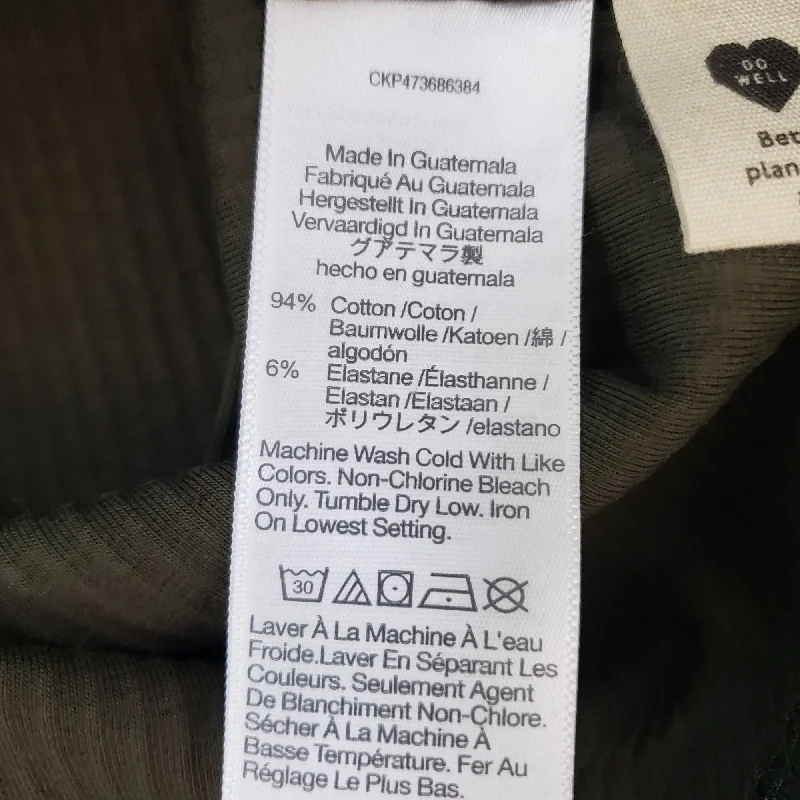 CKP473686384
Made In Guatemala
Fabriqué Au Guatemala
Hergestellt In Guatemala
Vervaardigd In Guatemala
グアテマラ製
hecho en guatemala
94% Cotton /Coton /
Baumwolle /Katoen /綿 /
algodón
6% Elastane /Élasthanne /
Elastan /Elastaan /
ポリウレタン /elastano
Machine Wash Cold With Like
Colors. Non-Chlorine Bleach
Only. Tumble Dry Low. Iron
On Lowest Setting.
30
Laver À La Machine À L'eau
Froide.Laver En Séparant Les
Couleurs. Seulement Agent
De Blanchiment Non-Chlore.
Sécher À La Machine À
Basse Température. Fer Au
Réglage Le Plus Bas.
DO
WELL